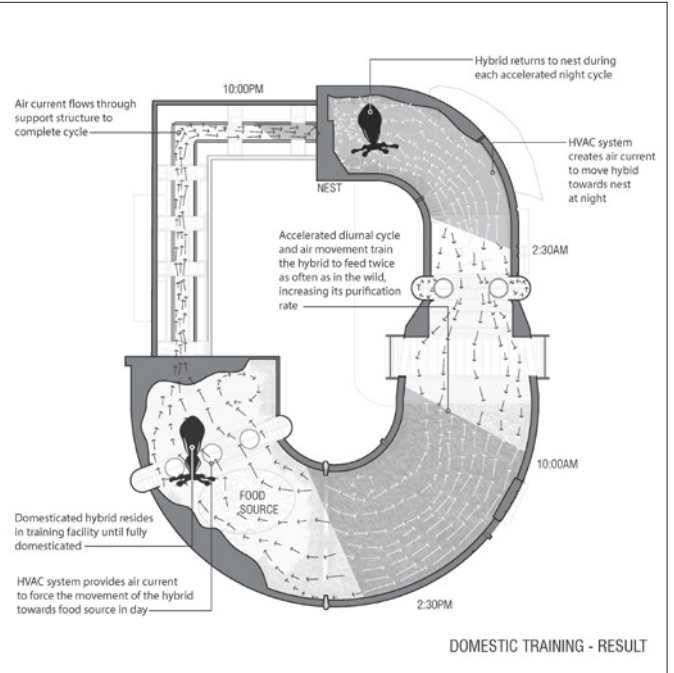 Hybrid returns to nest during
each accelerated night cycle
10:00PM
Air current flows through
support structure to
complete cycle
HVAC system
creates air current
to move hybid
towards nest
at night
NEST
Accelerated diurnal cycle
and air movement train
the hybrid to feed twice
as often as in the wild,
increasing its purification
rate
2:30AM
10:00AM
FOOD
SOURCE
Domesticated hybrid resides
in training facility until fully
domesticated
HVAC system provides air current
to force the movement of the hybrid
towards food source in day
2:30PM
DOMESTIC TRAINING - RESULT